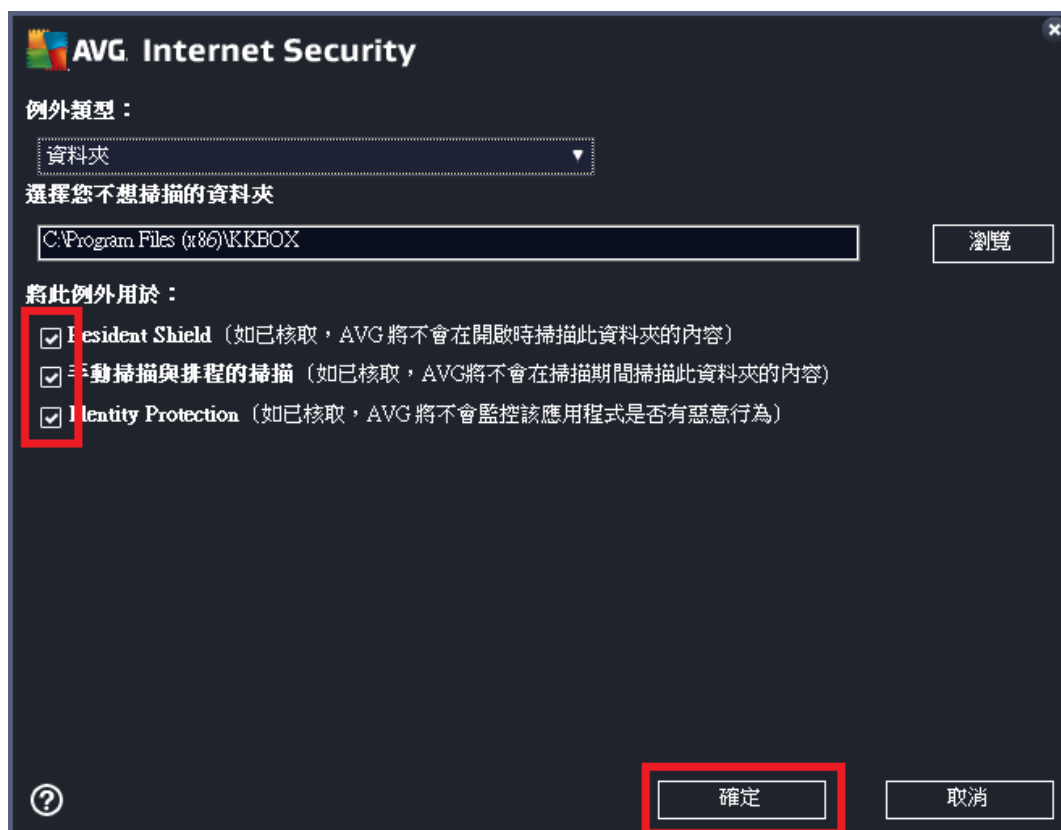 AVG Internet Security
例外類型：
資料夾
選擇您不想掃描的資料夾
C:\Program Files (x86)\KKBOX
瀏覽
將此例外用於：
Resident Shield（如已核取，AVG 將不會在開啟時掃描此資料夾的內容）
手動掃描與排程的掃描（如已核取，AVG將不會在掃描期間掃描此資料夾的內容)
Identity Protection（如已核取，AVG 將不會監控該應用程式是否有惡意行為）
確定
取消